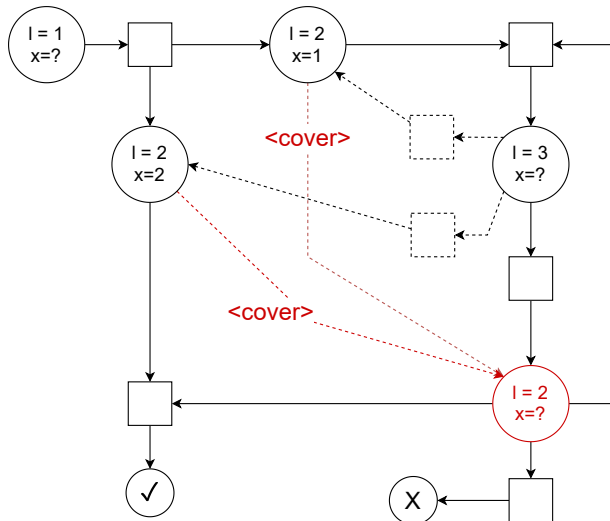 l = 1
x=?
l = 2
x=1
<cover>
l = 2
x=2
l = 3
x=?
<cover>
l = 2
x=?
✓
X